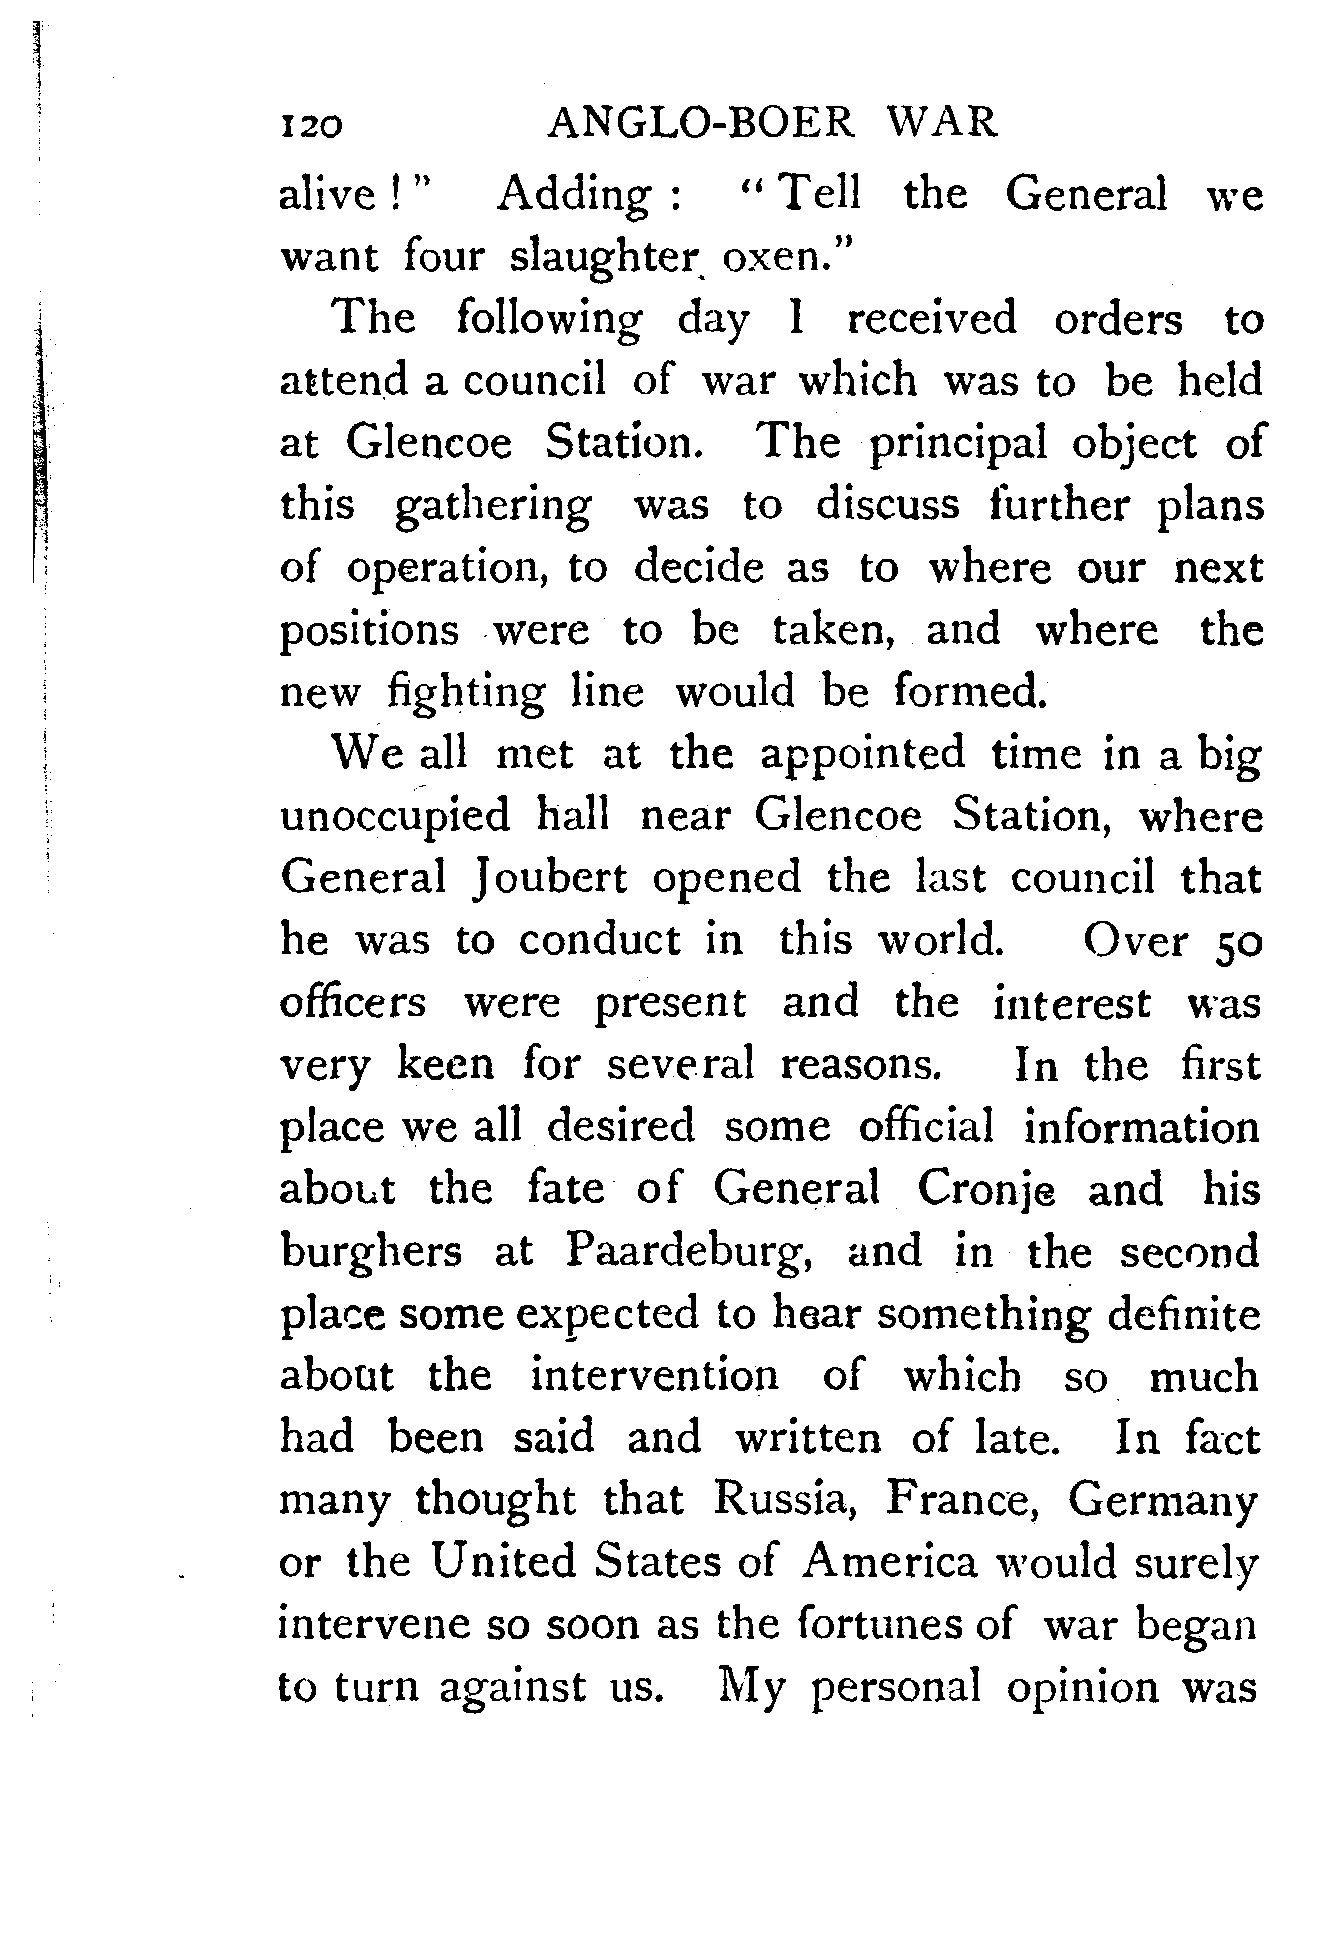 120 ANGLO-BOER WAR
alive ! " Adding : " Tell the General we
want four slaughter oxen."
The following day I received orders to
attend a council of war which was to be held
at Glencoe Station. The principal object of
this gathering was to discuss further plans
of operation, to decide as to where our next
positions were to be taken, and where the
new fighting line would be formed.
We all met at the appointed time in a big
unoccupied hall near Glencoe Station, where
General Joubert opened the last council that
he was to conduct in this world. Over 50
officers were present and the interest was
very keen for several reasons. In the first
place we all desired some official information
about the fate of General Cronje and his
burghers at Paardeburg, and in the second
place some expected to hear something definite
about the intervention of which so much
had been said and written of late. In fact
many thought that Russia, France, Germany
or the United States of America would surely
intervene so soon as the fortunes of war began
to turn against us. My personal opinion was